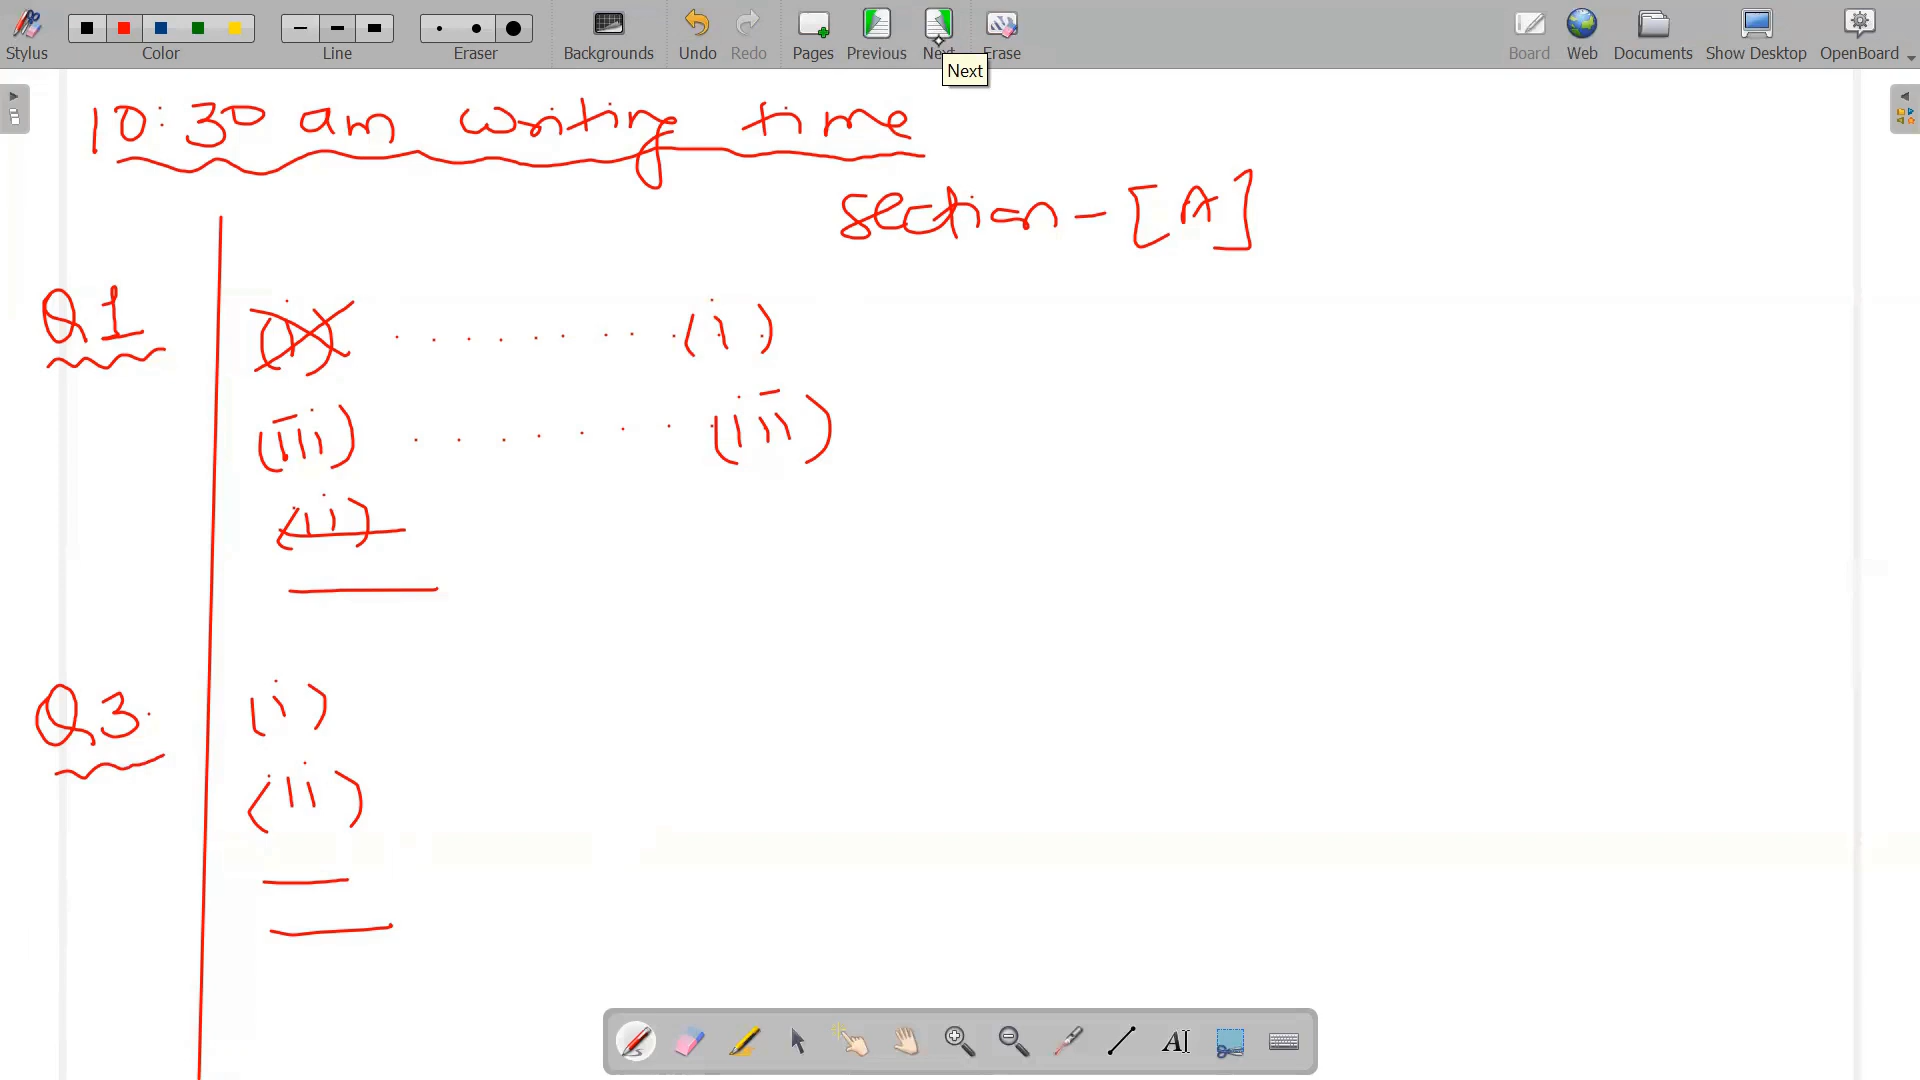 Stylus Color Line Eraser Backgrounds Undo Redo Pages Previous Next Erase Board Web Documents Show Desktop OpenBoard
Next
10:30 am writing time
section - [A]
Q1 (i) .......... (i)
(iii) .......... (iii)
(ii)
Q3. (i)
(ii)